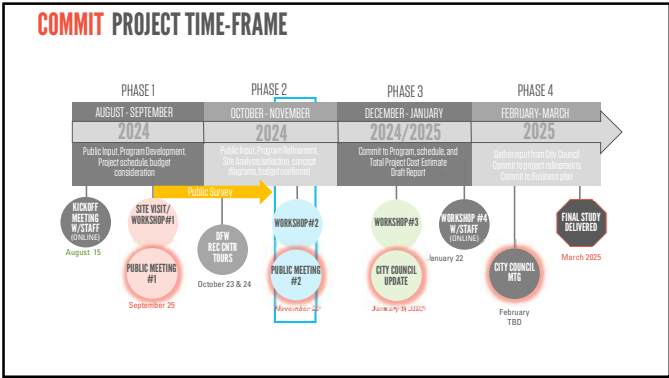 COMMIT PROJECT TIME-FRAME
PHASE 1
PHASE 2
PHASE 3
PHASE 4
AUGUST - SEPTEMBER
OCTOBER - NOVEMBER
DECEMBER - JANUARY
FEBRUARY- MARCH
2024
2024
2024/2025
2025
Public Input, Program Development,
Project schedule, budget
consideration
Public Input, Program Refinement,
Site Analysis/selection, concept
diagrams, budget confirmed
Commit to Program, schedule, and
Total Project Cost Estimate
Draft Report
Gather input from City Council
Commit to project refinements
Commit to Business plan
Public Survey
KICKOFF
MEETING
W/STAFF
(ONLINE)
August 15
SITE VISIT/
WORKSHOP #1
PUBLIC MEETING
#1
September 25
DFW
REC CNTR
TOURS
October 23 & 24
WORKSHOP #2
PUBLIC MEETING
#2
November
WORKSHOP #3
CITY COUNCIL
UPDATE
WORKSHOP #4
W/STAFF
(ONLINE)
January 22
CITY COUNCIL
MTG
February
TBD
FINAL STUDY
DELIVERED
March 2025